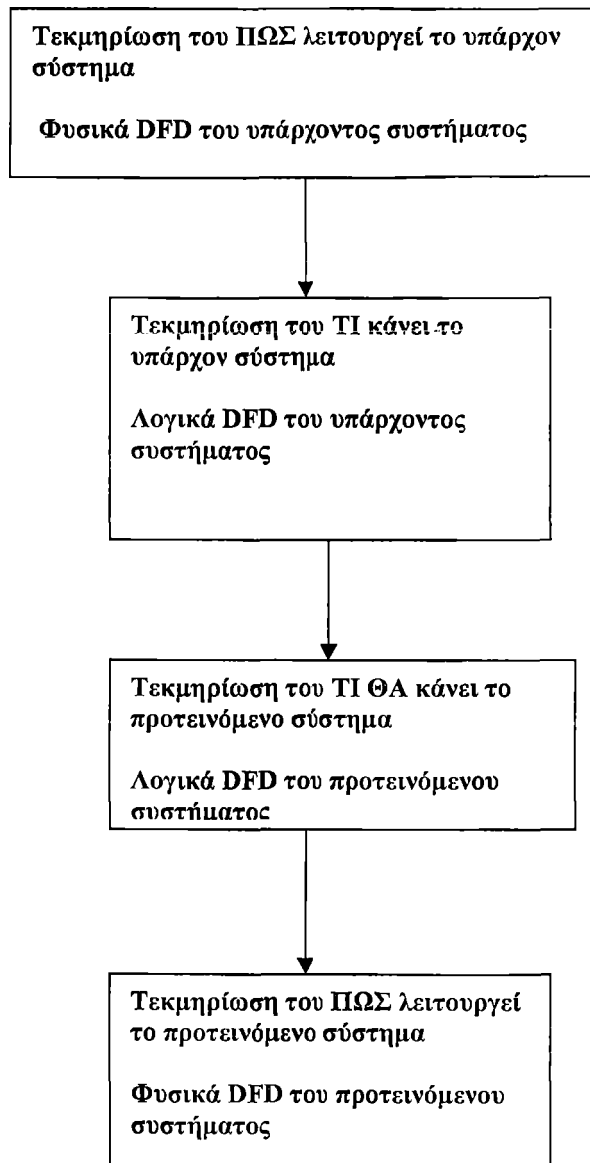 Τεκμηρίωση του ΠΩΣ λειτουργεί το υπάρχον
σύστημα
Φυσικά DFD του υπάρχοντος συστήματος
Τεκμηρίωση του ΤΙ κάνει το
υπάρχον σύστημα
Λογικά DFD του υπάρχοντος
συστήματος
Τεκμηρίωση του ΤΙ ΘΑ κάνει το
προτεινόμενο σύστημα
Λογικά DFD του προτεινόμενου
συστήματος
Τεκμηρίωση του ΠΩΣ λειτουργεί
το προτεινόμενο σύστημα
Φυσικά DFD του προτεινόμενου
συστήματος